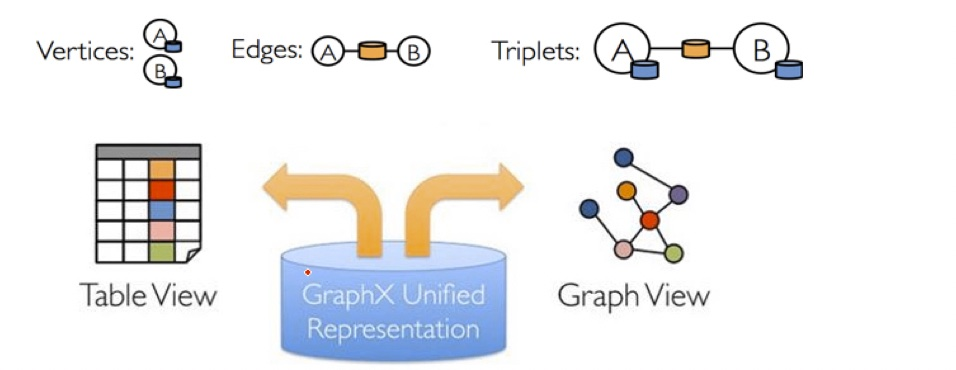 Vertices: A B Edges: A B Triplets: A B
Table View
GraphX Unified
Representation
Graph View